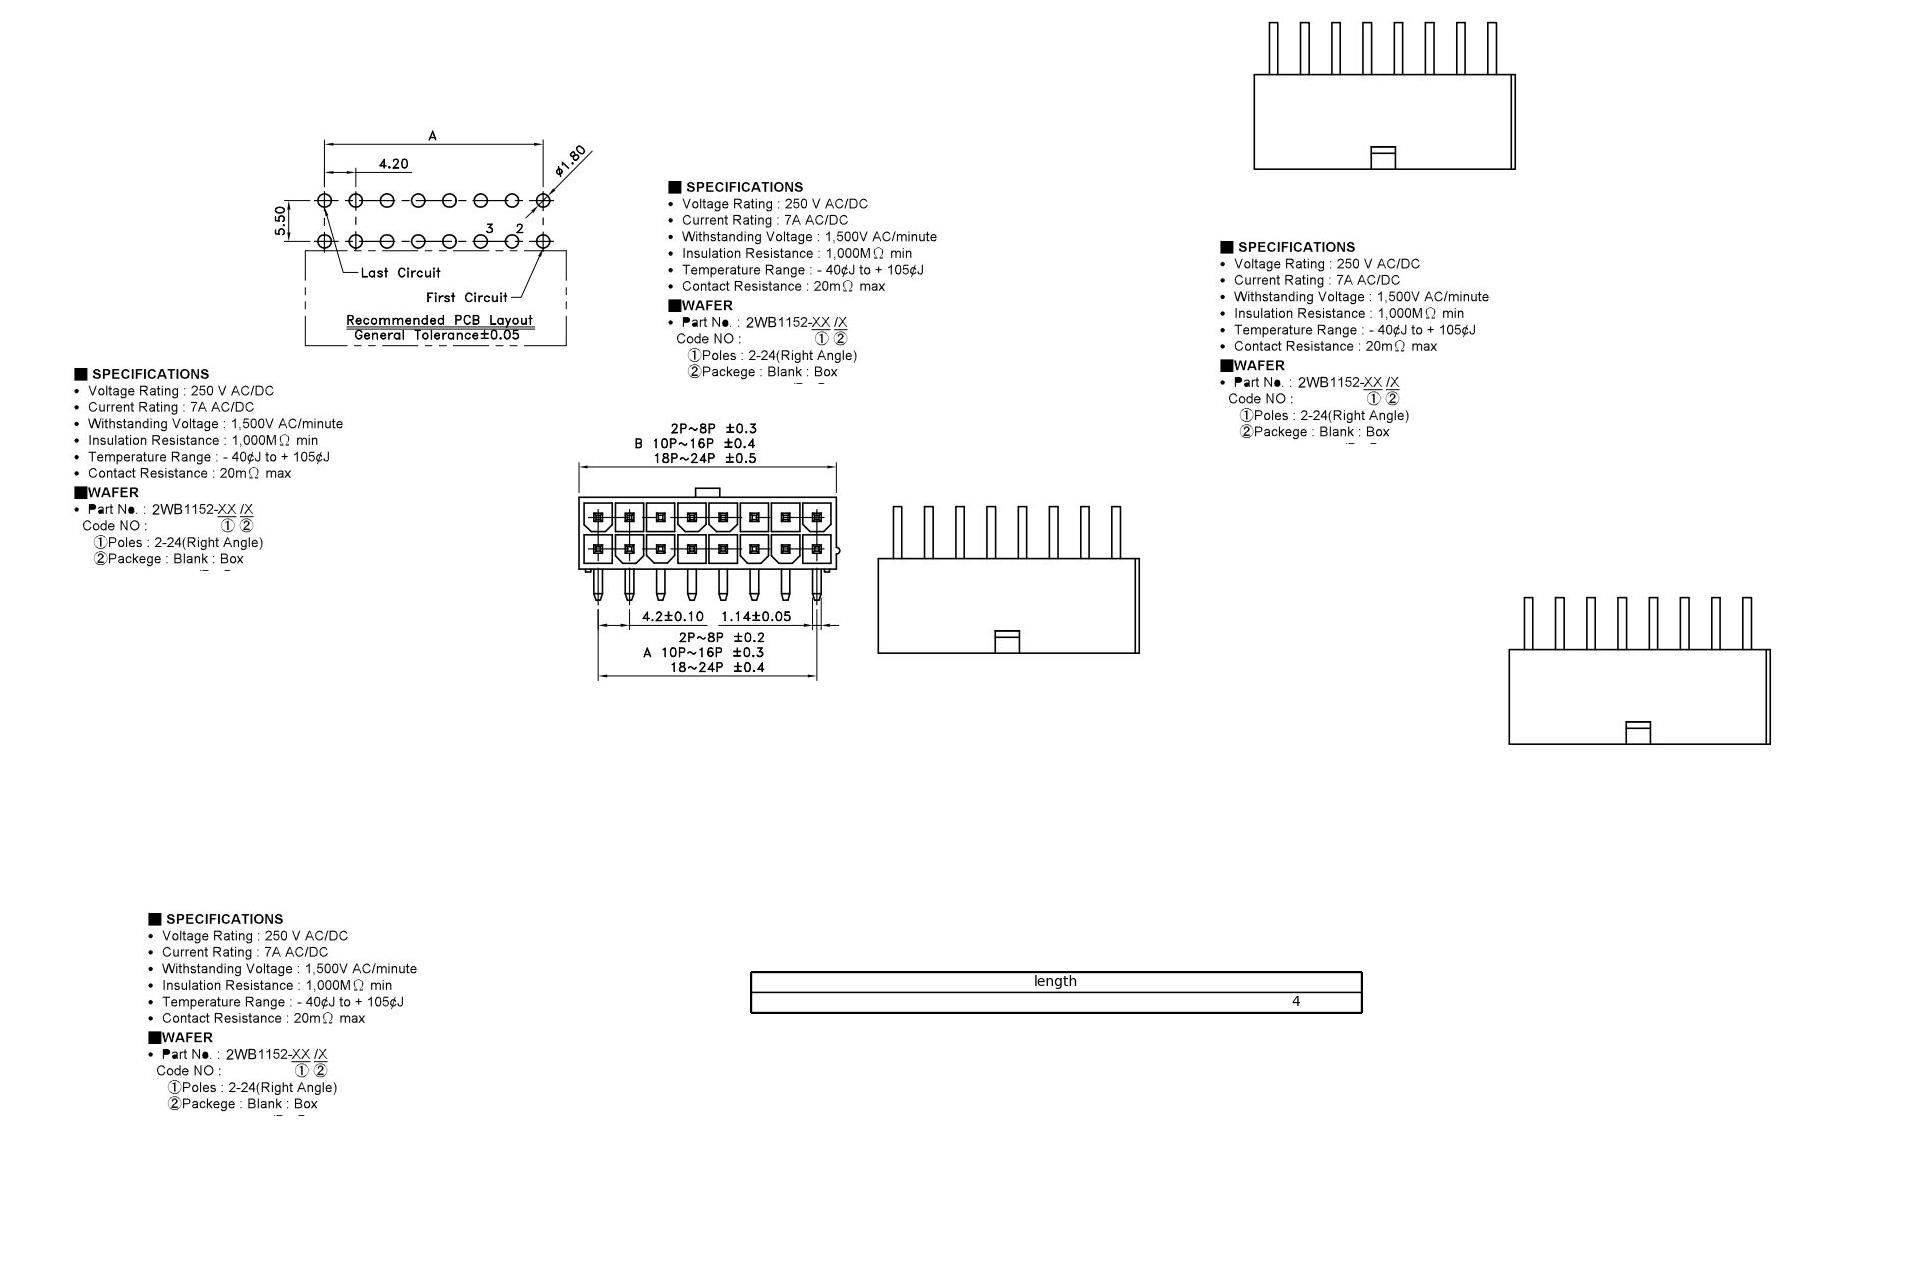 A
4.20
ø1.80
5.50
3 2
Last Circuit
First Circuit
Recommended PCB Layout
General Tolerance±0.05
■ SPECIFICATIONS
• Voltage Rating : 250 V AC/DC
• Current Rating : 7A AC/DC
• Withstanding Voltage : 1,500V AC/minute
• Insulation Resistance : 1,000MΩ min
• Temperature Range : - 40¢J to + 105¢J
• Contact Resistance : 20mΩ max
■WAFER
• Part No. : 2WB1152-XX /X
Code NO : ① ②
①Poles : 2-24(Right Angle)
②Packege : Blank : Box
■ SPECIFICATIONS
• Voltage Rating : 250 V AC/DC
• Current Rating : 7A AC/DC
• Withstanding Voltage : 1,500V AC/minute
• Insulation Resistance : 1,000MΩ min
• Temperature Range : - 40¢J to + 105¢J
• Contact Resistance : 20mΩ max
■WAFER
• Part No. : 2WB1152-XX /X
Code NO : ① ②
①Poles : 2-24(Right Angle)
②Packege : Blank : Box
■ SPECIFICATIONS
• Voltage Rating : 250 V AC/DC
• Current Rating : 7A AC/DC
• Withstanding Voltage : 1,500V AC/minute
• Insulation Resistance : 1,000MΩ min
• Temperature Range : - 40¢J to + 105¢J
• Contact Resistance : 20mΩ max
■WAFER
• Part No. : 2WB1152-XX /X
Code NO : ① ②
①Poles : 2-24(Right Angle)
②Packege : Blank : Box
2P~8P ±0.3
B 10P~16P ±0.4
18P~24P ±0.5
4.2±0.10 1.14±0.05
2P~8P ±0.2
A 10P~16P ±0.3
18~24P ±0.4
■ SPECIFICATIONS
• Voltage Rating : 250 V AC/DC
• Current Rating : 7A AC/DC
• Withstanding Voltage : 1,500V AC/minute
• Insulation Resistance : 1,000MΩ min
• Temperature Range : - 40¢J to + 105¢J
• Contact Resistance : 20mΩ max
■WAFER
• Part No. : 2WB1152-XX /X
Code NO : ① ②
①Poles : 2-24(Right Angle)
②Packege : Blank : Box
length
4